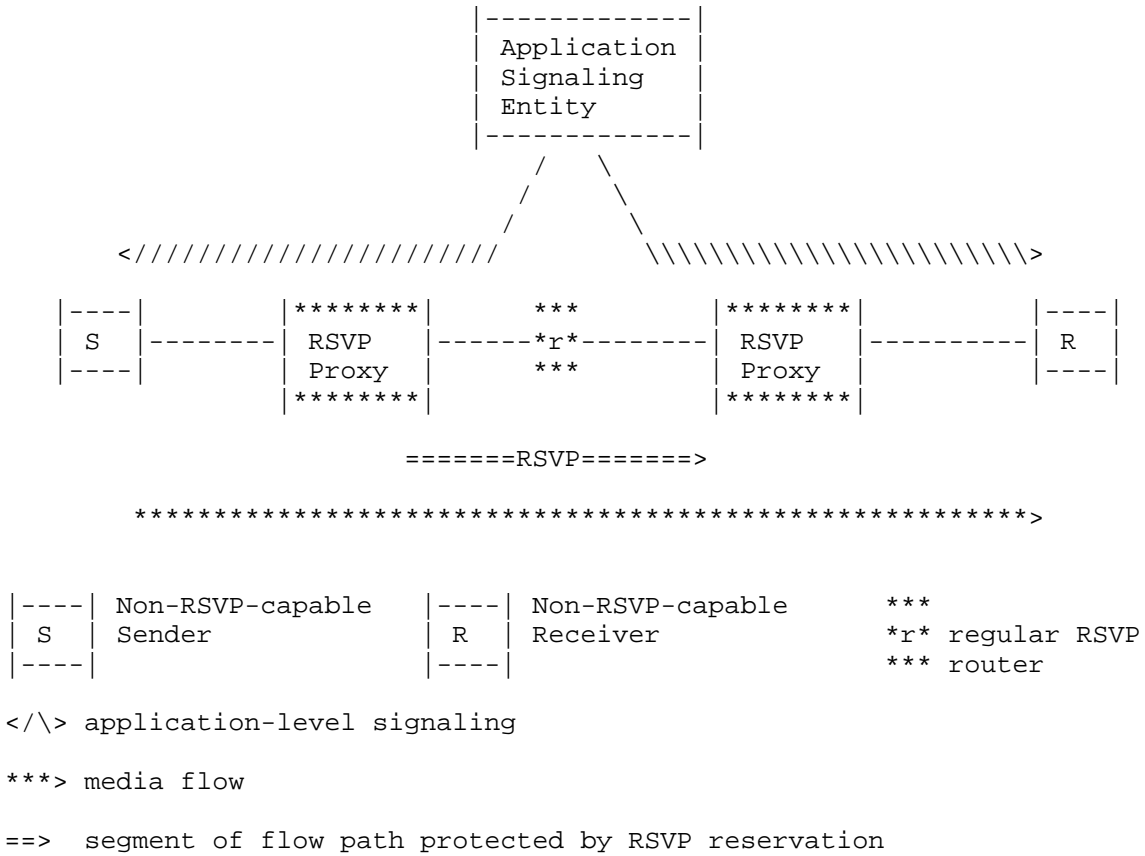 |-------------|
| Application |
| Signaling   |
| Entity      |
|-------------|
/   \
/     \
/       \
<///////////////////////         \\\\\\\\\\\\\\\\\\\\\\\\>
|----|        |********|      ***        |********|          |----|
| S  |--------| RSVP   |------*r*--------| RSVP   |----------| R  |
|----|        | Proxy  |      ***        | Proxy  |          |----|
|********|                 |********|
=======RSVP=======>
********************************************************>
|----| Non-RSVP-capable   |----| Non-RSVP-capable      ***
| S  | Sender             | R  | Receiver              *r* regular RSVP
|----|                    |----|                       *** router
</\> application-level signaling
***> media flow
==>  segment of flow path protected by RSVP reservation